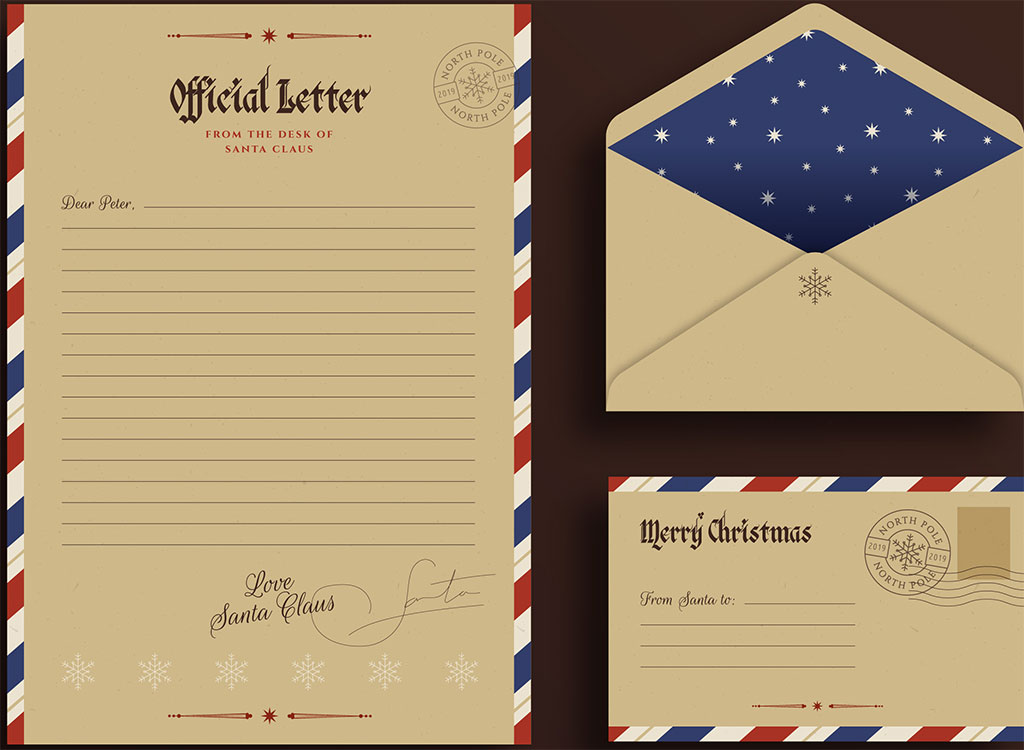 Official Letter
FROM THE DESK OF
SANTA CLAUS
NORTH POLE
2019 2019
NORTH POLE
Dear Peter,
Love
Santa Claus
Santa
Merry Christmas
NORTH POLE
2019 2019
NORTH POLE
From Santa to: